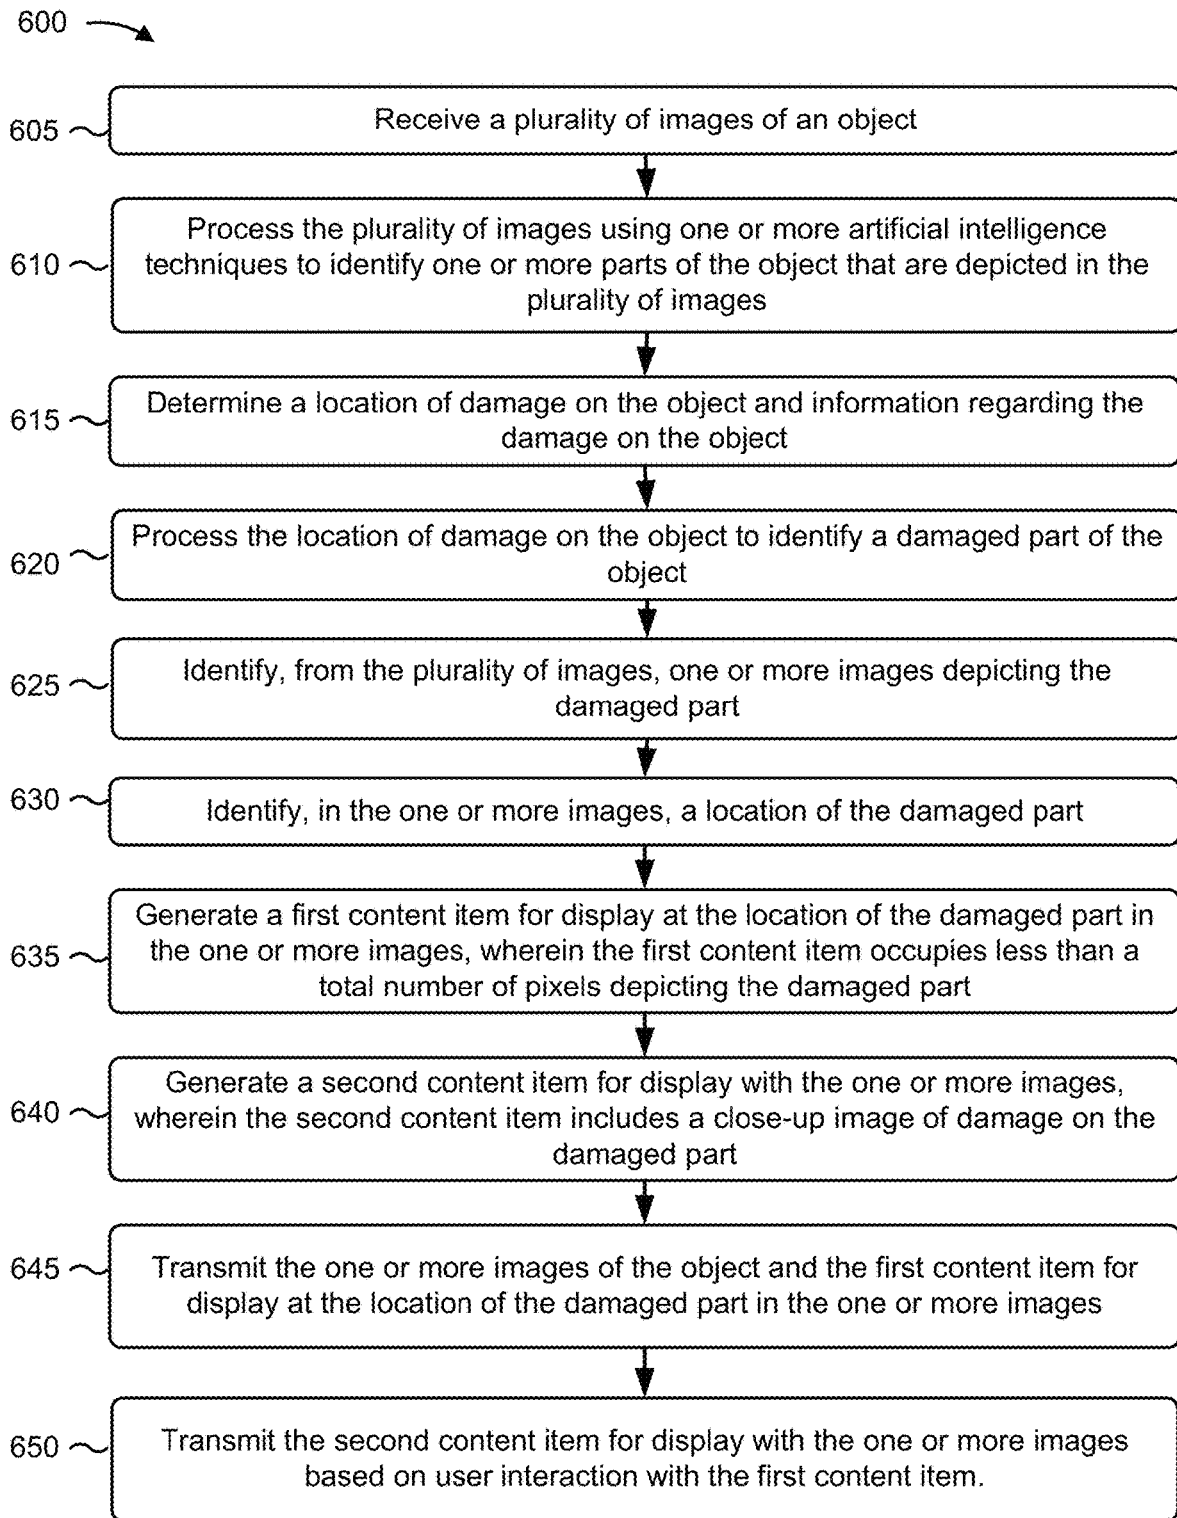 600
605
Receive a plurality of images of an object
610
Process the plurality of images using one or more artificial intelligence
techniques to identify one or more parts of the object that are depicted in the
plurality of images
615
Determine a location of damage on the object and information regarding the
damage on the object
620
Process the location of damage on the object to identify a damaged part of the
object
625
Identify, from the plurality of images, one or more images depicting the
damaged part
630
Identify, in the one or more images, a location of the damaged part
635
Generate a first content item for display at the location of the damaged part in
the one or more images, wherein the first content item occupies less than a
total number of pixels depicting the damaged part
640
Generate a second content item for display with the one or more images,
wherein the second content item includes a close-up image of damage on the
damaged part
645
Transmit the one or more images of the object and the first content item for
display at the location of the damaged part in the one or more images
650
Transmit the second content item for display with the one or more images
based on user interaction with the first content item.